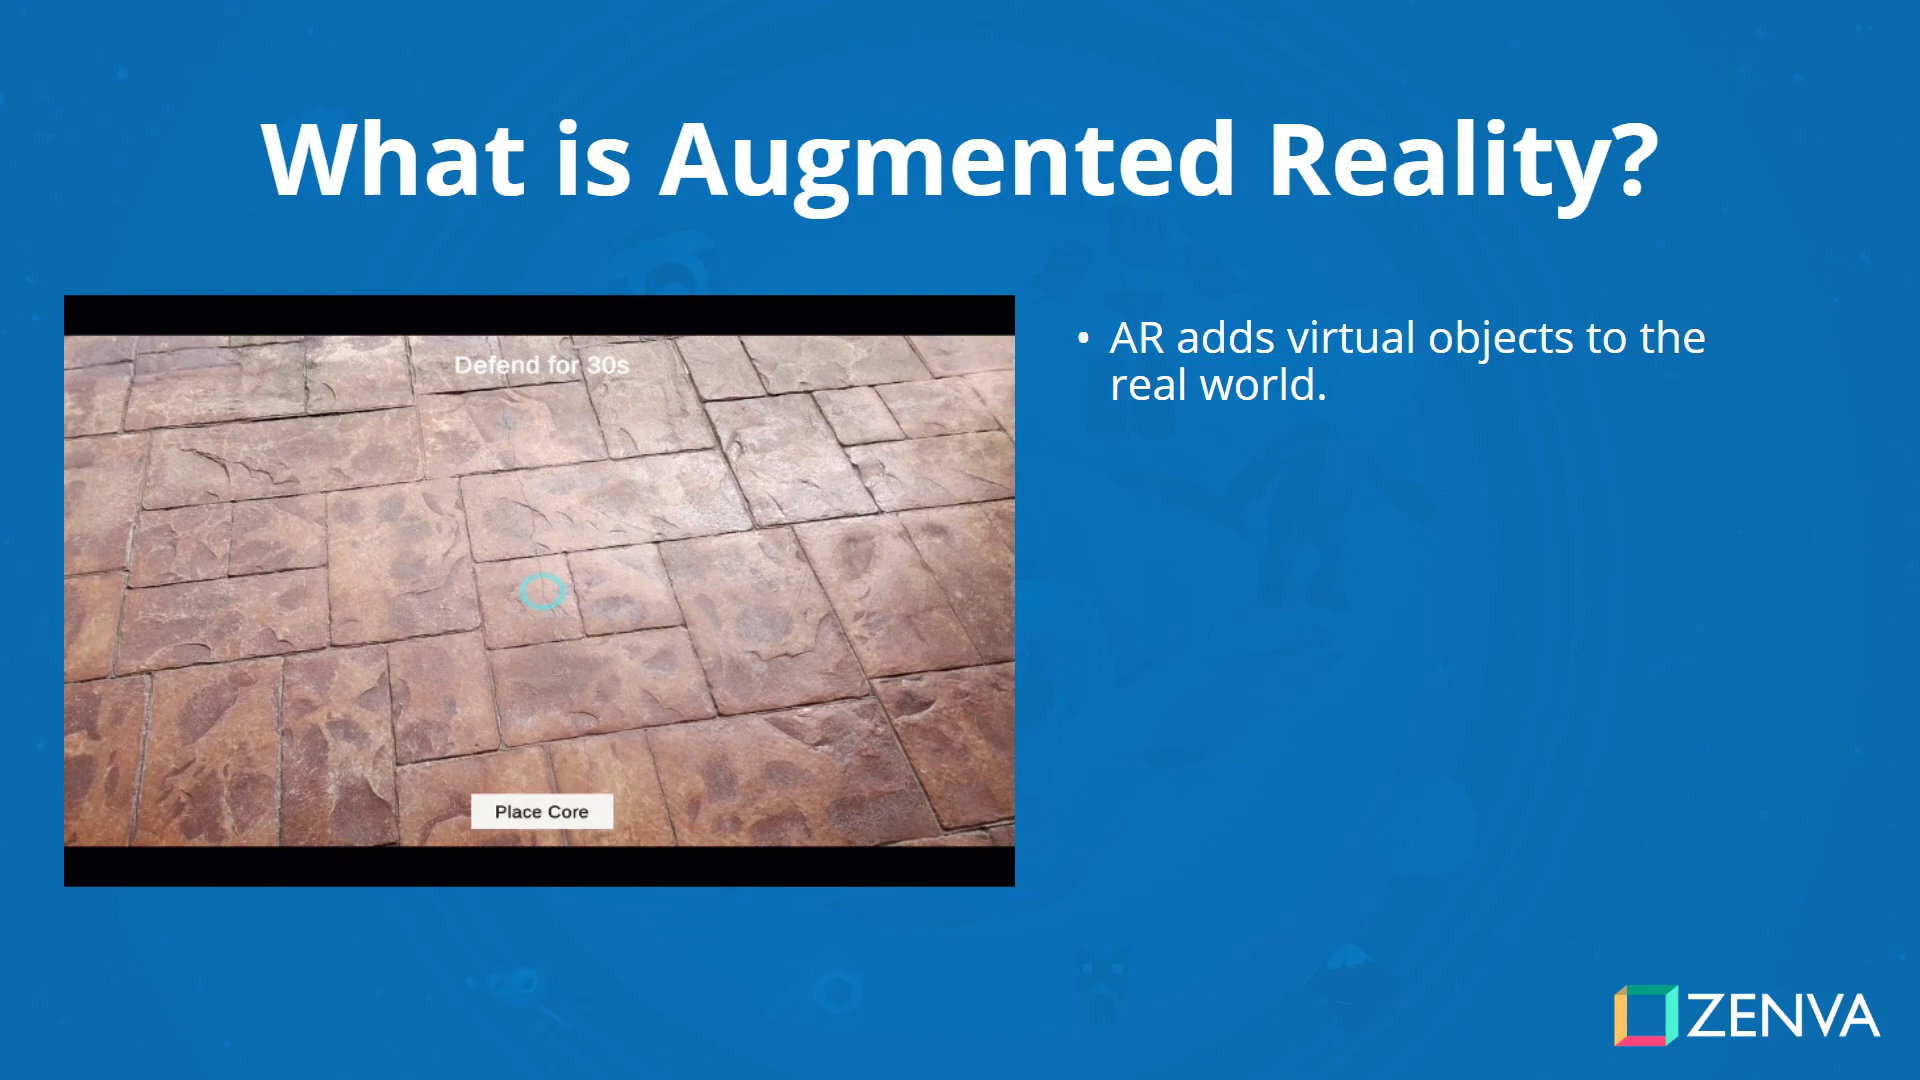 What is Augmented Reality?
Defend for 30s
Place Core
• AR adds virtual objects to the
real world.
ZENVA